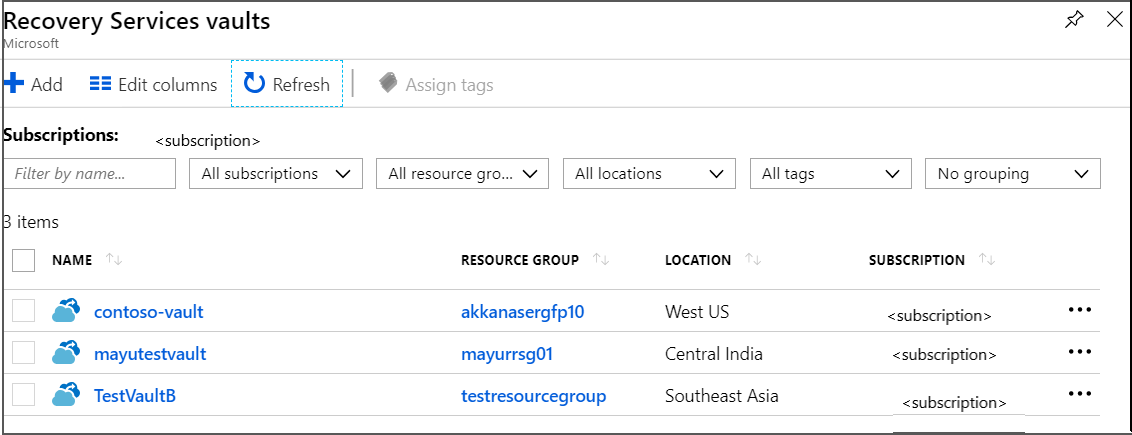 Recovery Services vaults
Microsoft
Add Edit columns Refresh Assign tags
Subscriptions: <subscription>
Filter by name... All subscriptions All resource gro... All locations All tags No grouping
3 items
NAME RESOURCE GROUP LOCATION SUBSCRIPTION
contoso-vault akkanasergfp10 West US <subscription>
mayutestvault mayurrsg01 Central India <subscription>
TestVaultB testresourcegroup Southeast Asia <subscription>